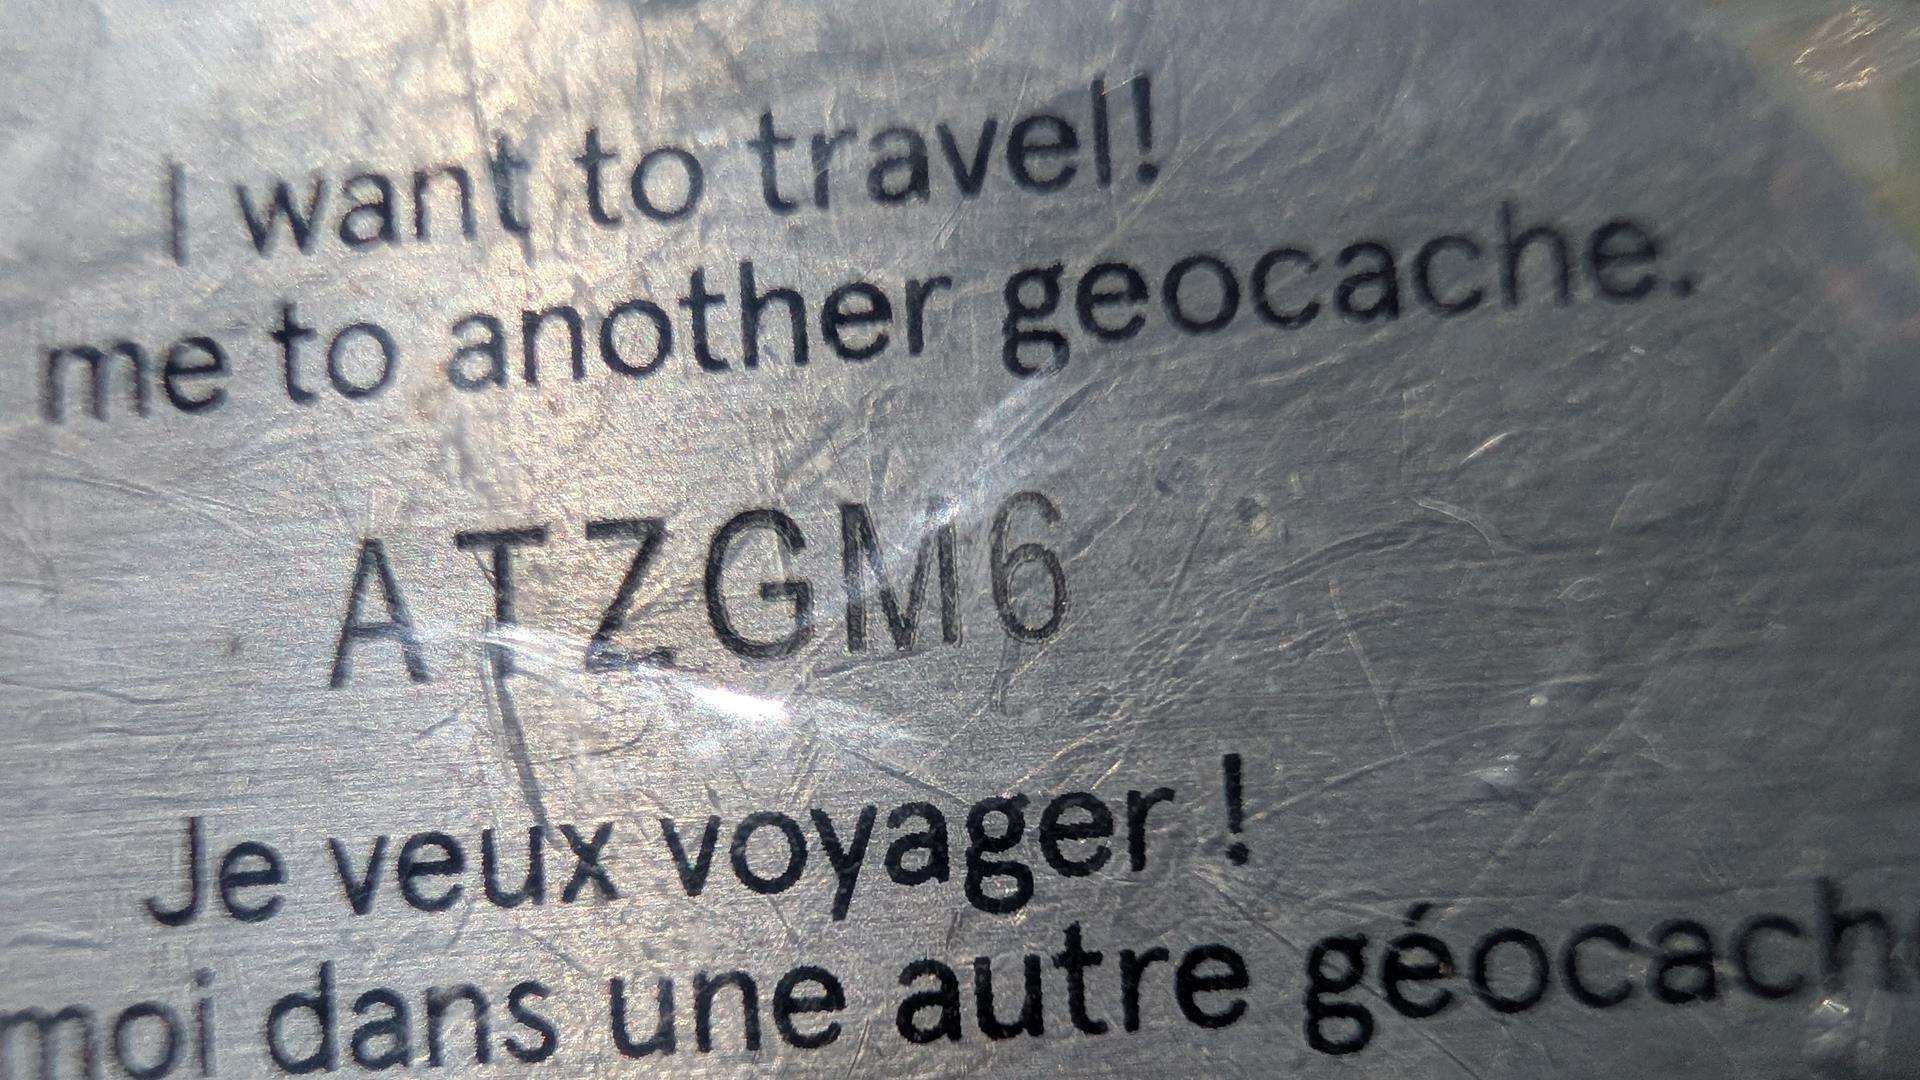 I want to travel!
me to another geocache.
ATZGM6
Je veux voyager !
moi dans une autre géocach